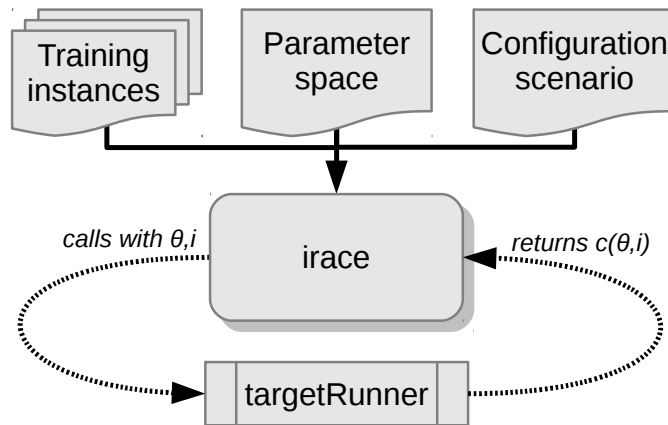 Training
instances
Parameter
space
Configuration
scenario
calls with θ,i
irace
returns c(θ,i)
targetRunner